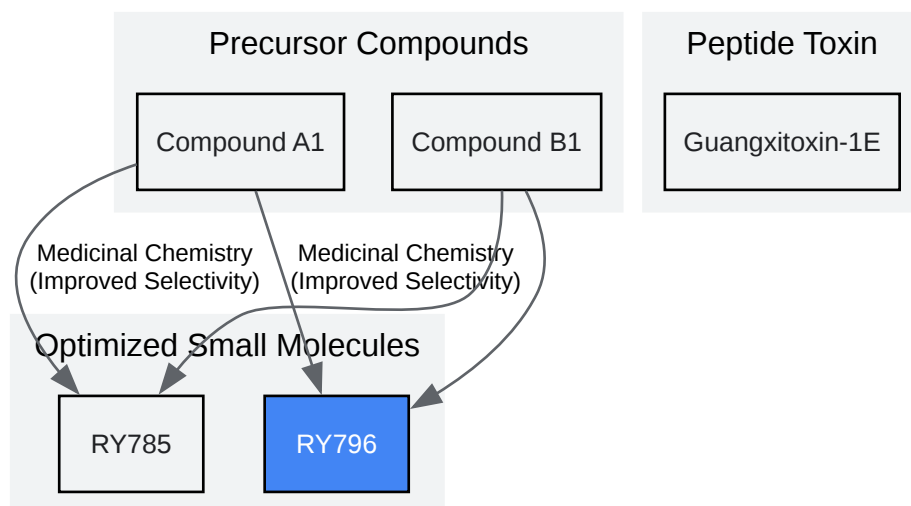 Precursor Compounds
Peptide Toxin
Compound A1
Compound B1
Guangxitoxin-1E
Medicinal Chemistry
(Improved Selectivity)
Medicinal Chemistry
(Improved Selectivity)
Optimized Small Molecules
RY785
RY796